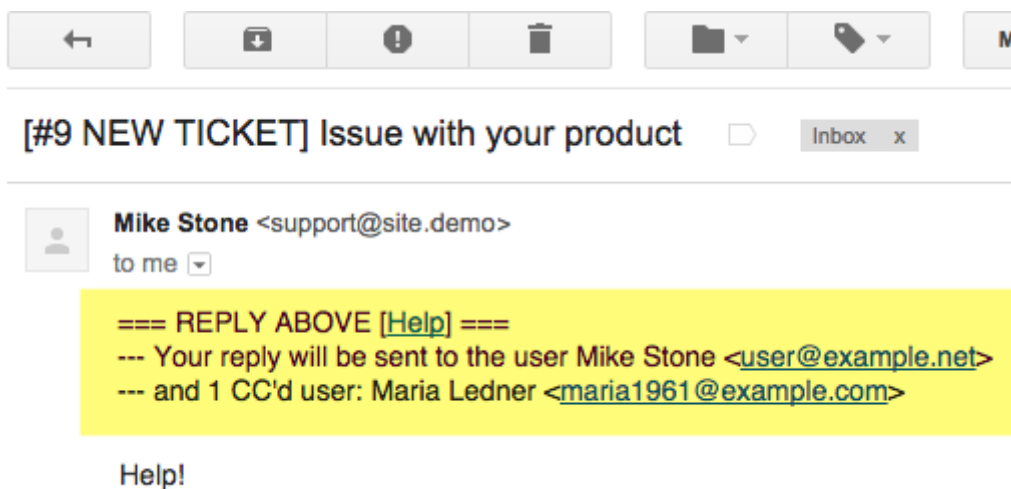 M
[#9 NEW TICKET] Issue with your product
Inbox x
Mike Stone <support@site.demo>
to me
=== REPLY ABOVE [Help] ===
--- Your reply will be sent to the user Mike Stone <user@example.net>
--- and 1 CC'd user: Maria Ledner <maria1961@example.com>
Help!